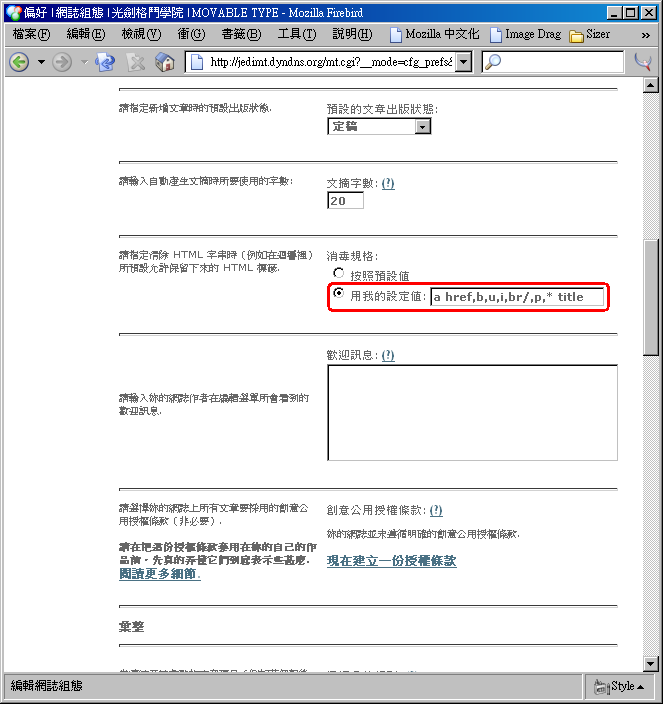 偏好 | 網誌組態 | 光劍格鬥學院 | MOVABLE TYPE - Mozilla Firebird
檔案(F) 編輯(E) 檢視(V) 衝(G) 書籤(B) 工具(T) 說明(H) Mozilla 中文化 Image Drag Sizer »
http://jedimt.dyndns.org/mt.cgi?__mode=cfg_prefs&
請指定新增文章時的預設出版狀態.
預設的文章出版狀態:
定稿
請輸入自動產生文摘時所要使用的字數:
文摘字數: (?)
20
請指定清除 HTML 字串時 (例如在迴響裡)
所預設允許保留下來的 HTML 標籤.
消毒規格:
按照預設值
用我的設定值: a href,b,u,i,br/,p,* title
歡迎訊息: (?)
請輸入妳的網誌作者在編輯選單所會看到的
歡迎訊息.
請選擇妳的網誌上所有文章要採用的創意公
用授權條款 (非必要).
請在把這份授權條款套用在妳的自己的作
品前, 先真的弄懂它們到底表示些甚麼.
閱讀更多細節.
創意公用授權條款: (?)
妳的網誌並未遵循明確的創意公用授權條款.
現在建立一份授權條款
彙整
編輯網誌組態
Style